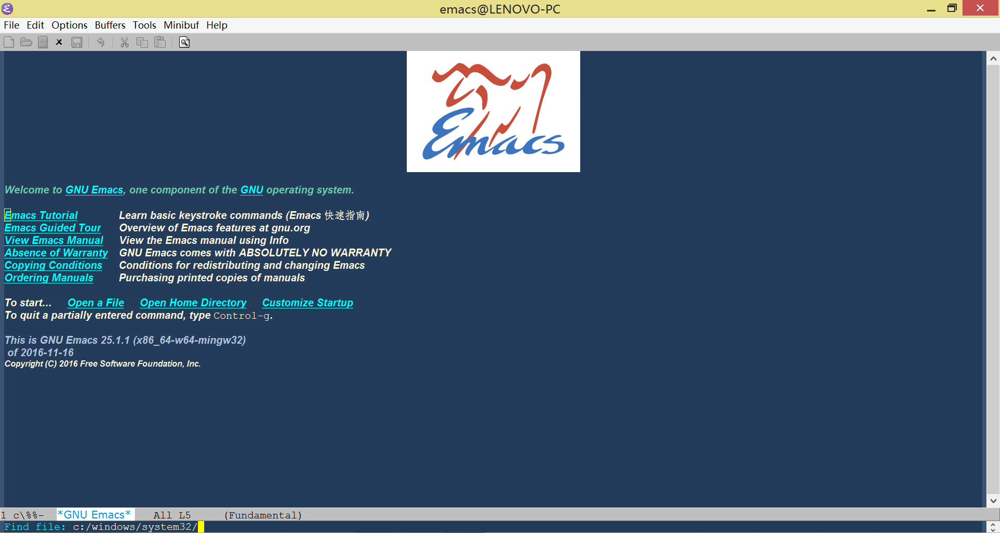 emacs@LENOVO-PC
File Edit Options Buffers Tools Minibuf Help
Emacs
Welcome to GNU Emacs, one component of the GNU operating system.
Emacs Tutorial Learn basic keystroke commands (Emacs 快速指南)
Emacs Guided Tour Overview of Emacs features at gnu.org
View Emacs Manual View the Emacs manual using Info
Absence of Warranty GNU Emacs comes with ABSOLUTELY NO WARRANTY
Copying Conditions Conditions for redistributing and changing Emacs
Ordering Manuals Purchasing printed copies of manuals
To start... Open a File Open Home Directory Customize Startup
To quit a partially entered command, type Control-g.
This is GNU Emacs 25.1.1 (x86_64-w64-mingw32)
of 2016-11-16
Copyright (C) 2016 Free Software Foundation, Inc.
1 c\%%- *GNU Emacs* All L5 (Fundamental)
Find file: c:/windows/system32/